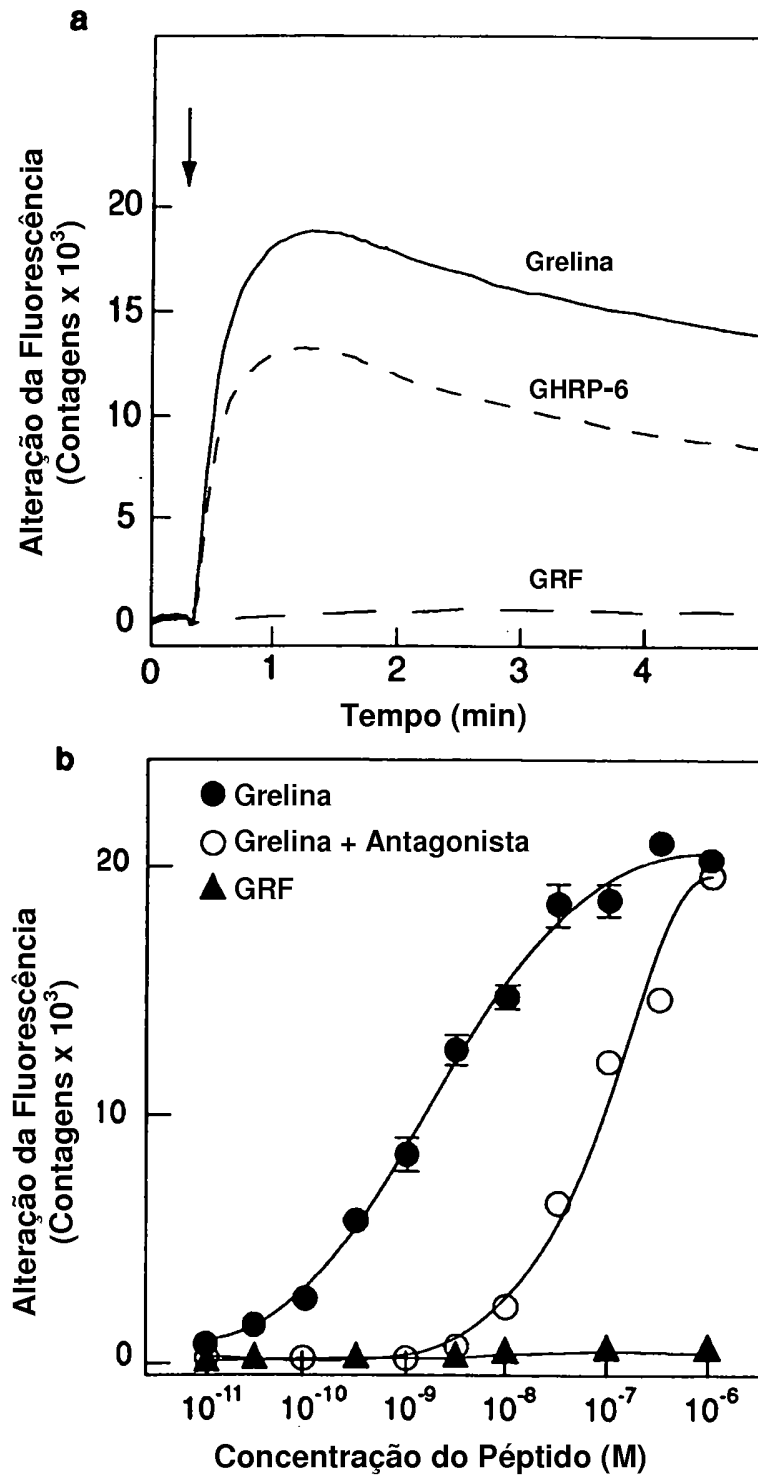 a
Alteração da Fluorescência
(Contagens x 10³)
20
15
10
5
0
Grelina
GHRP-6
GRF
0 1 2 3 4
Tempo (min)
b
Grelina
Grelina + Antagonista
GRF
Alteração da Fluorescência
(Contagens x 10³)
20
10
0
10⁻¹¹ 10⁻¹⁰ 10⁻⁹ 10⁻⁸ 10⁻⁷ 10⁻⁶
Concentração do Péptido (M)